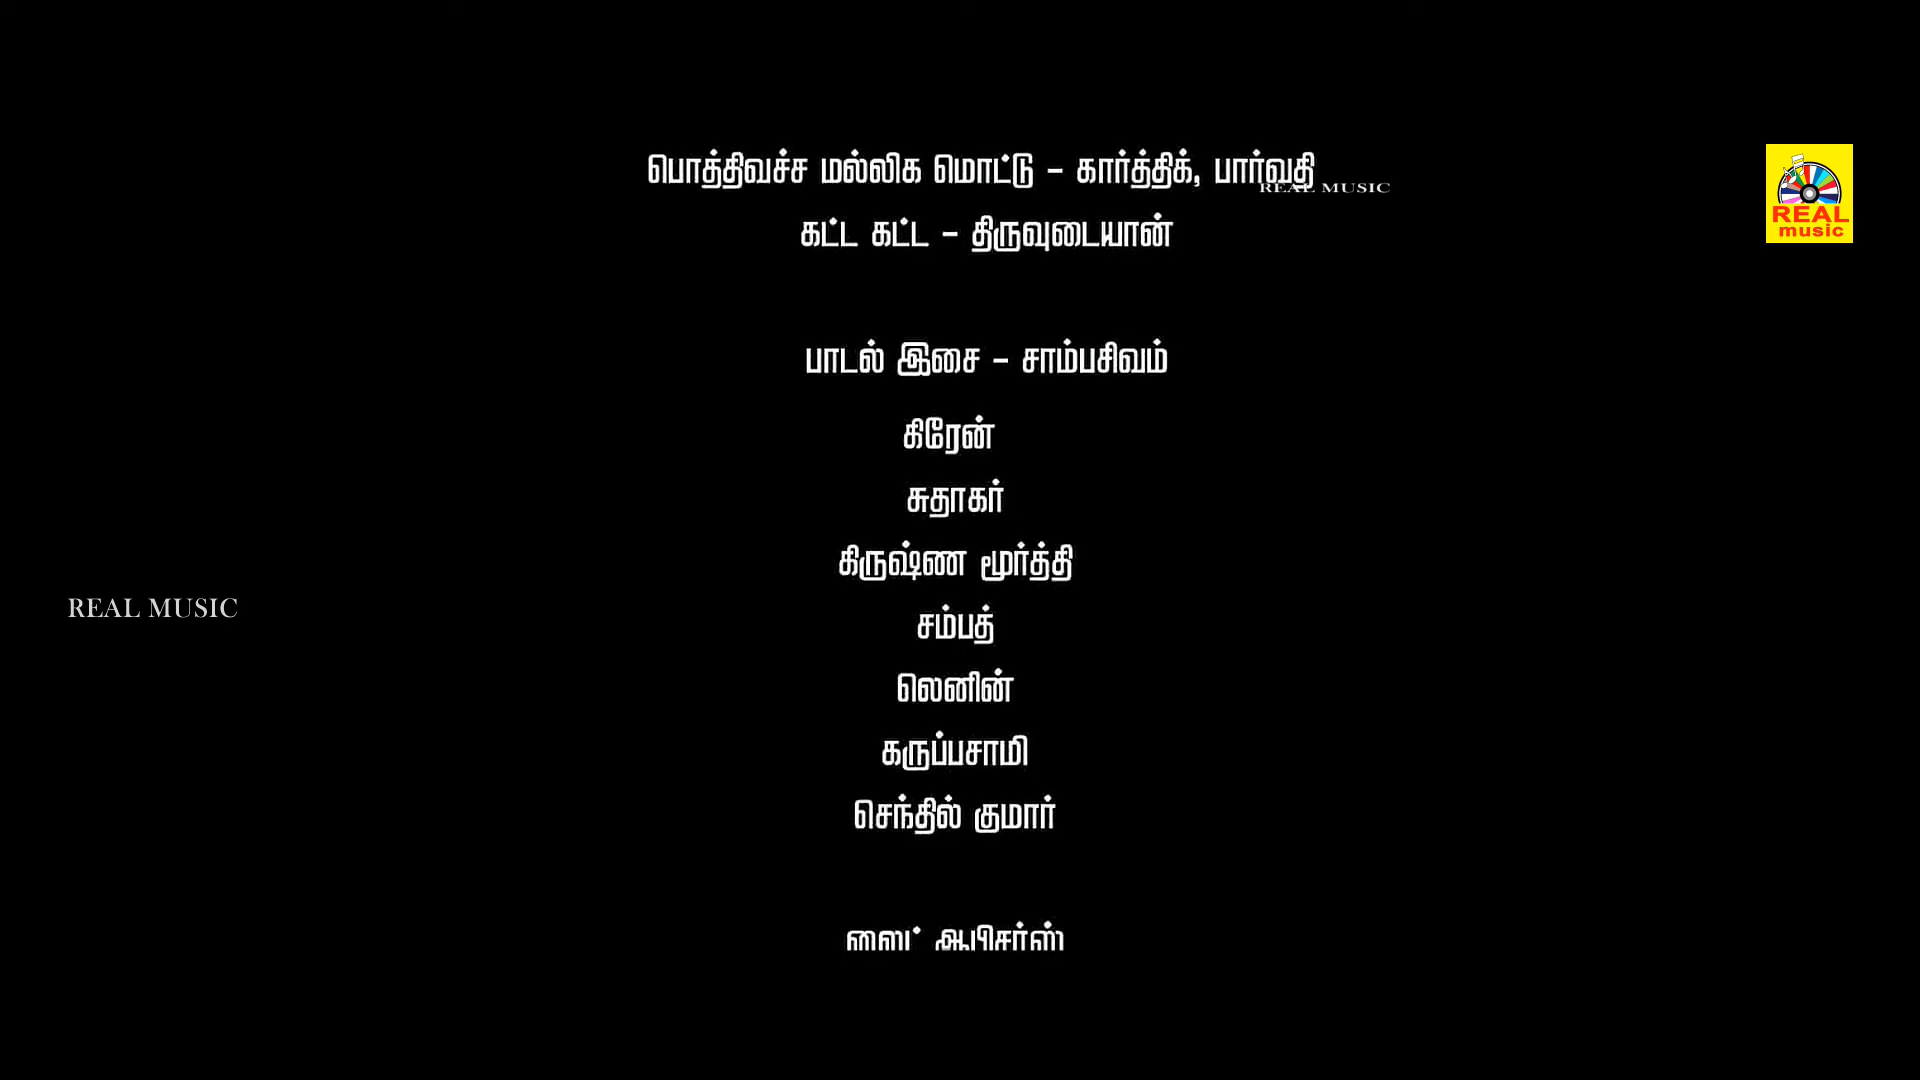 பொத்திவச்ச மல்லிக மொட்டு - கார்த்திக், பார்வதி
REAL MUSIC
கட்ட கட்ட - திருவுடையான்
REAL
music
பாடல் இசை - சாம்பசிவம்
கிரேன்
சுதாகர்
கிருஷ்ண மூர்த்தி
சம்பத்
REAL MUSIC
லெனின்
கருப்பசாமி
செந்தில் குமார்